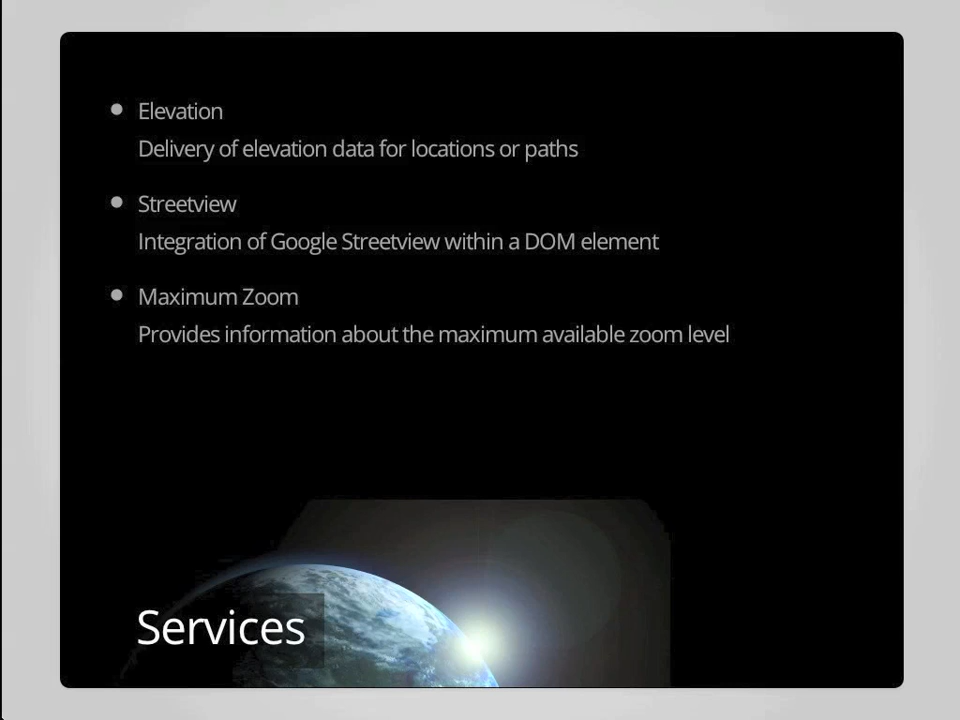 Elevation
Delivery of elevation data for locations or paths
Streetview
Integration of Google Streetview within a DOM element
Maximum Zoom
Provides information about the maximum available zoom level
Services